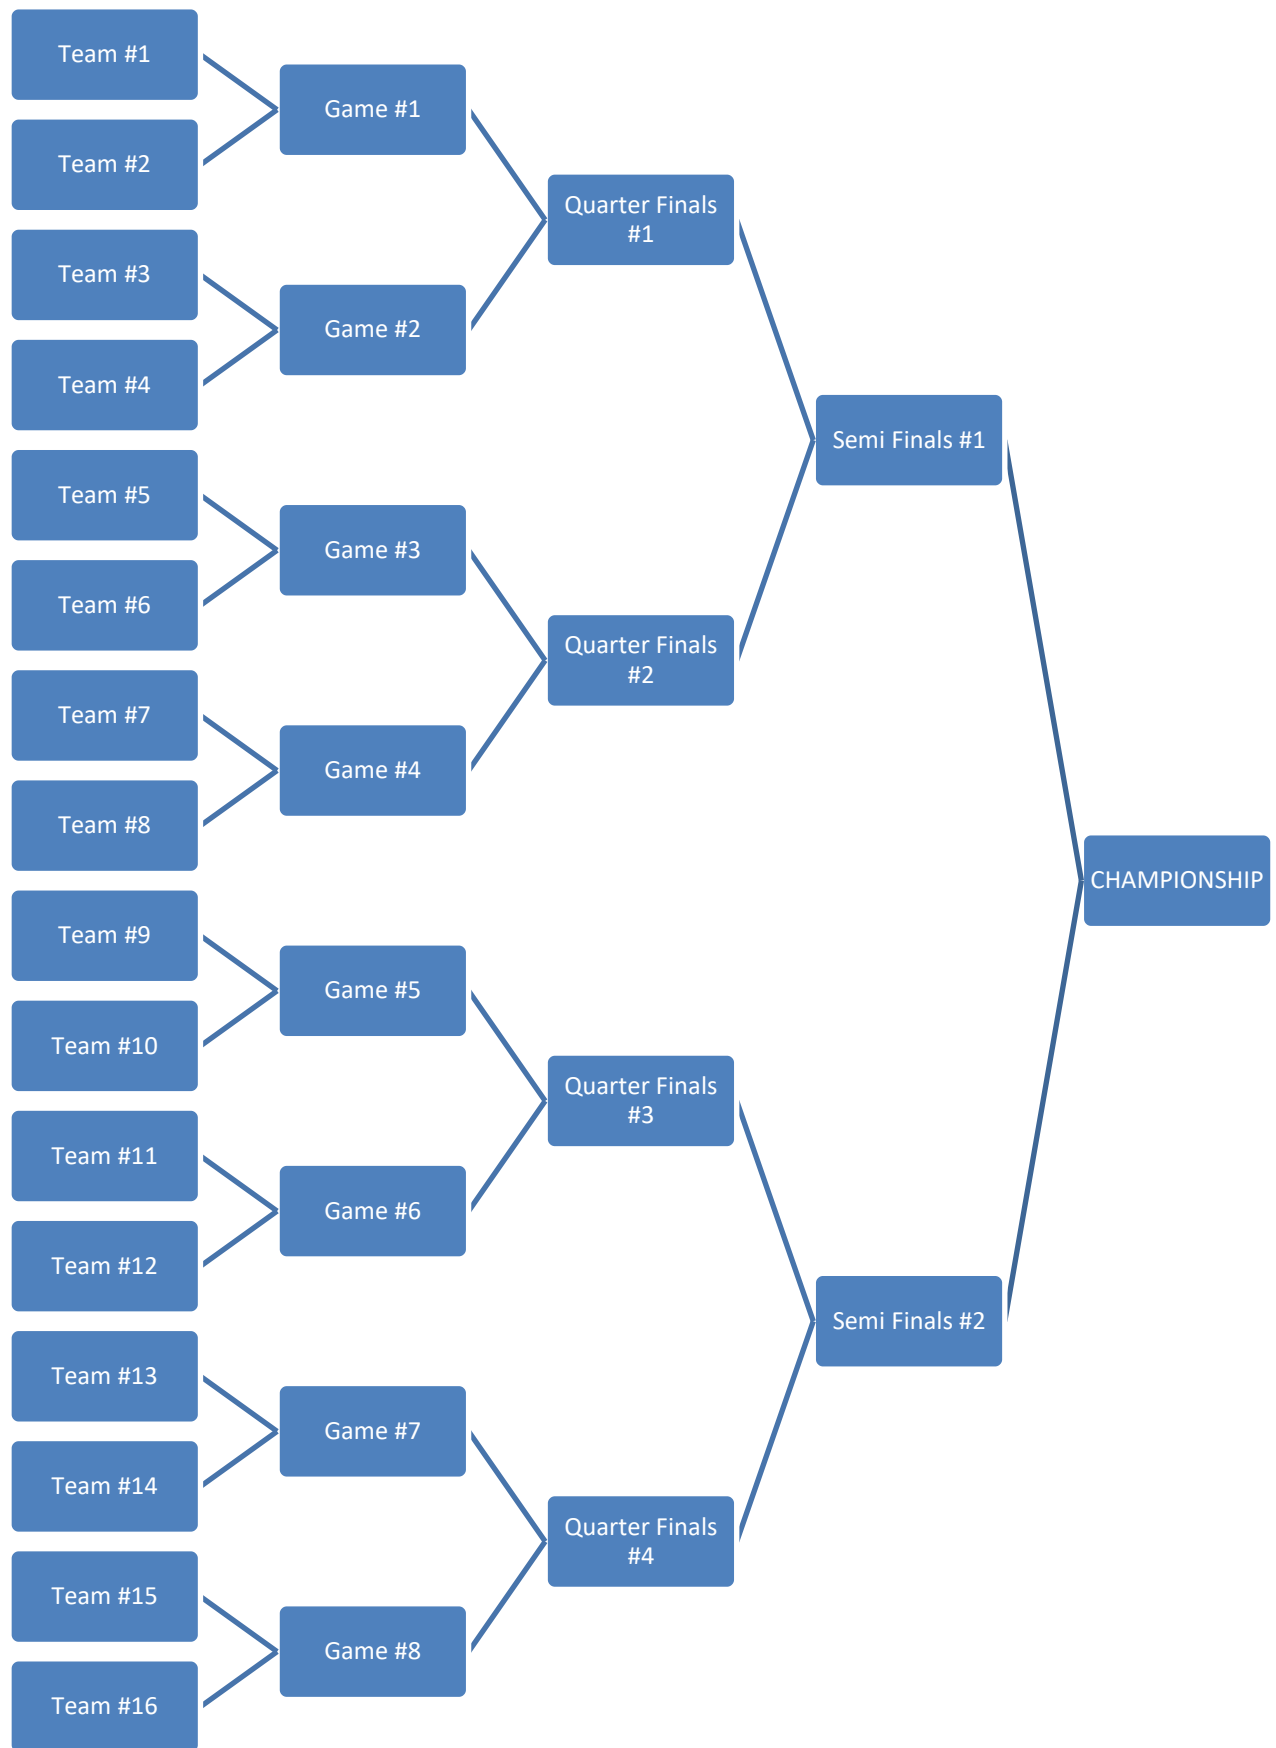 Team #1
Team #2
Team #3
Team #4
Team #5
Team #6
Team #7
Team #8
Team #9
Team #10
Team #11
Team #12
Team #13
Team #14
Team #15
Team #16
Game #1
Game #2
Game #3
Game #4
Game #5
Game #6
Game #7
Game #8
Quarter Finals
#1
Quarter Finals
#2
Quarter Finals
#3
Quarter Finals
#4
Semi Finals #1
Semi Finals #2
CHAMPIONSHIP